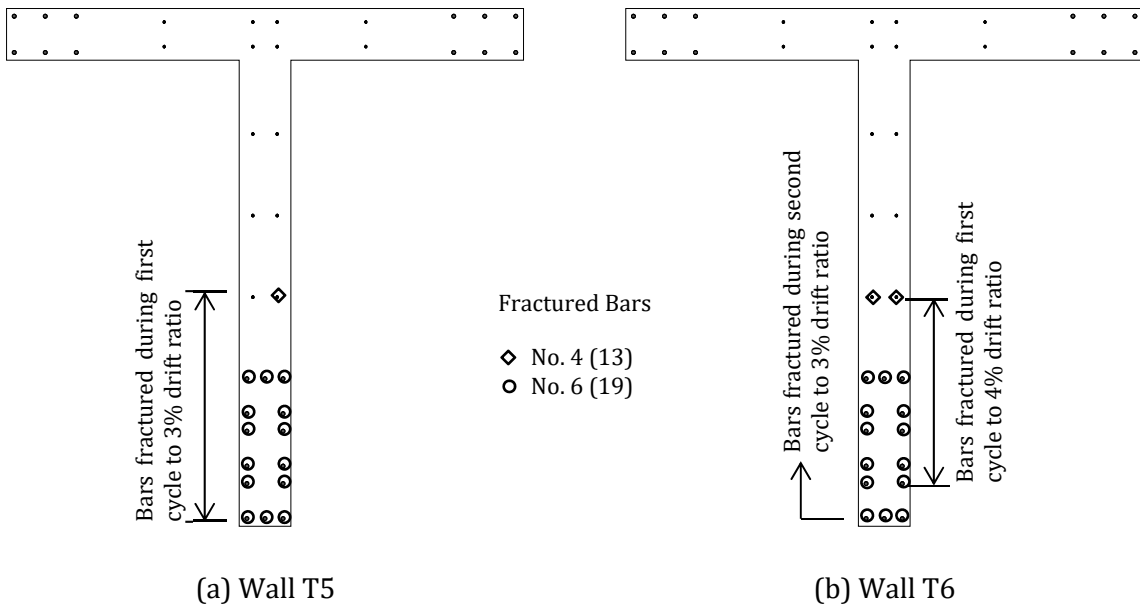 Bars fractured during first
cycle to 3% drift ratio
Fractured Bars
No. 4 (13)
No. 6 (19)
Bars fractured during second
cycle to 3% drift ratio
Bars fractured during first
cycle to 4% drift ratio
(a) Wall T5
(b) Wall T6